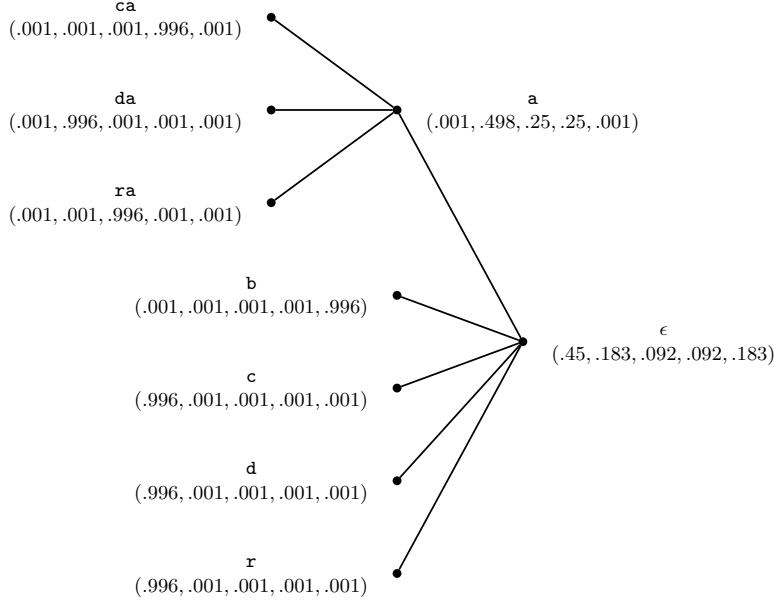 ca
(.001, .001, .001, .996, .001)
da
(.001, .996, .001, .001, .001)
a
(.001, .498, .25, .25, .001)
ra
(.001, .001, .996, .001, .001)
b
(.001, .001, .001, .001, .996)
ϵ
(.45, .183, .092, .092, .183)
c
(.996, .001, .001, .001, .001)
d
(.996, .001, .001, .001, .001)
r
(.996, .001, .001, .001, .001)